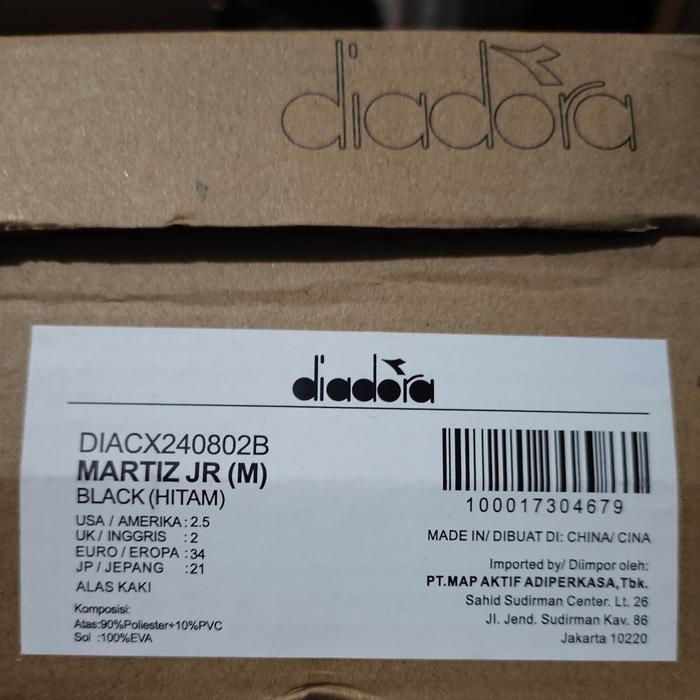 diadora
diadora
DIACX240802B
MARTIZ JR (M)
BLACK (HITAM)
USA / AMERIKA : 2.5
UK / INGGRIS : 2
EURO / EROPA : 34
JP / JEPANG : 21
ALAS KAKI
Komposisi:
Atas:90%Poliester+10%PVC
Sol :100%EVA
100017304679
MADE IN/ DIBUAT DI: CHINA/ CINA
Imported by/ Diimpor oleh:
PT.MAP AKTIF ADIPERKASA,Tbk.
Sahid Sudirman Center. Lt. 26
Jl. Jend. Sudirman Kav. 86
Jakarta 10220